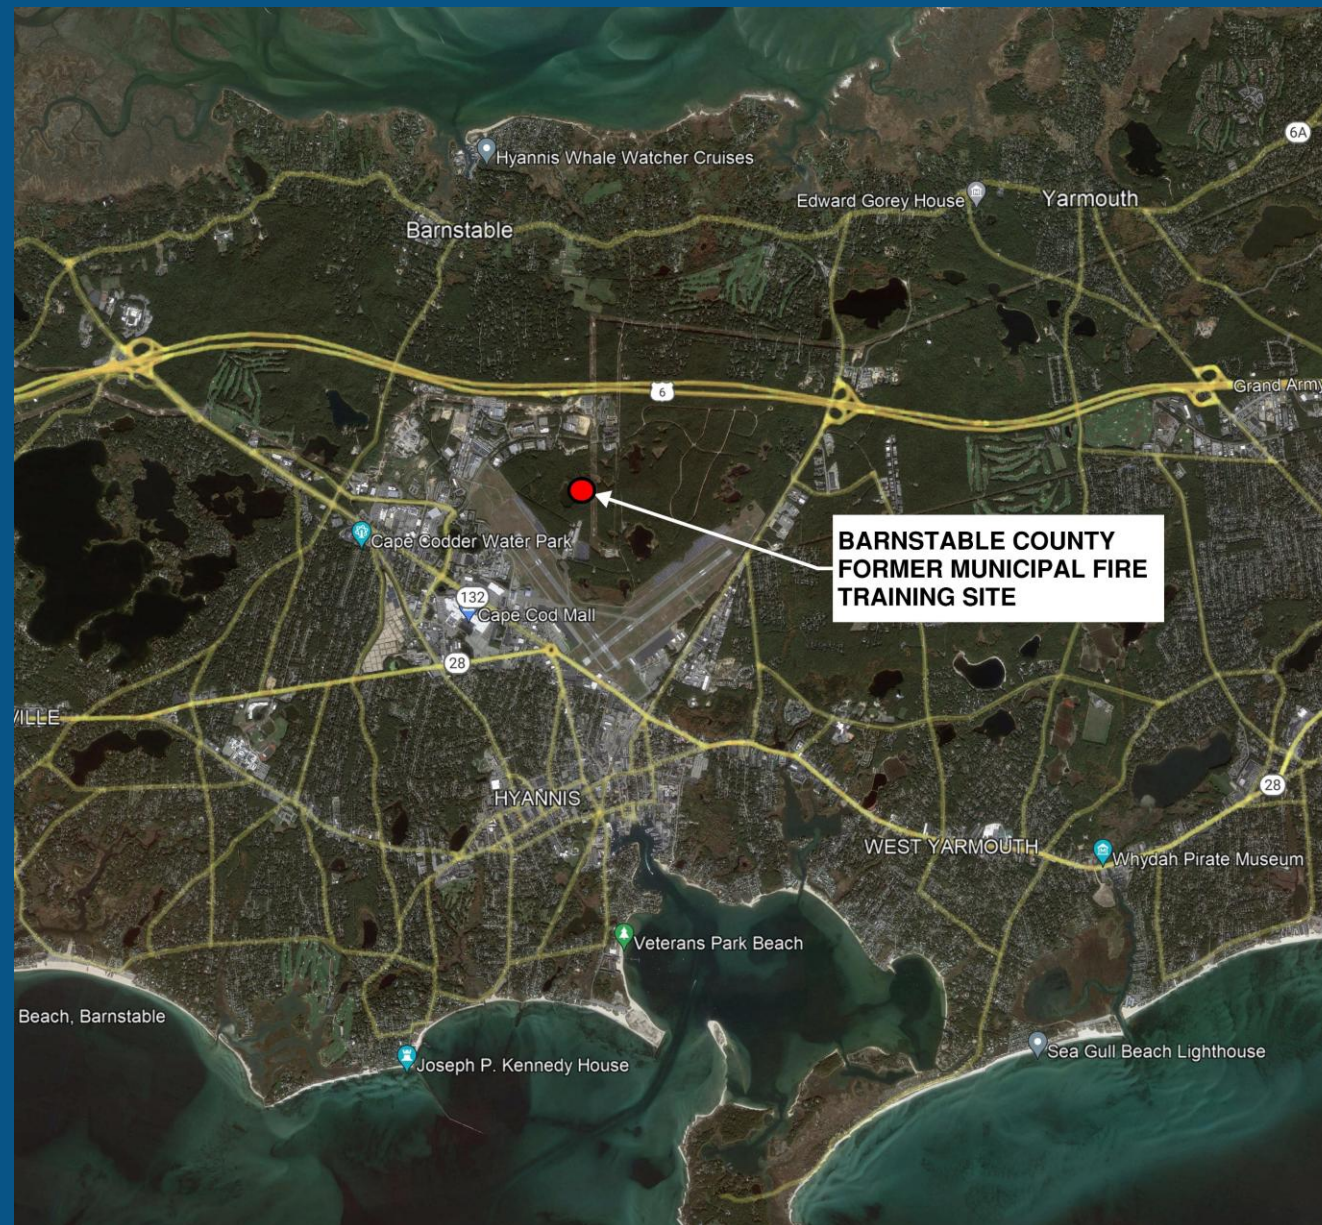 6A
Hyannis Whale Watcher Cruises
Edward Gorey House
Yarmouth
Barnstable
6
Grand Army
BARNSTABLE COUNTY
FORMER MUNICIPAL FIRE
TRAINING SITE
Cape Codder Water Park
132
Cape Cod Mall
28
VILLE
28
HYANNIS
WEST YARMOUTH
Whydah Pirate Museum
Veterans Park Beach
Beach, Barnstable
Sea Gull Beach Lighthouse
Joseph P. Kennedy House